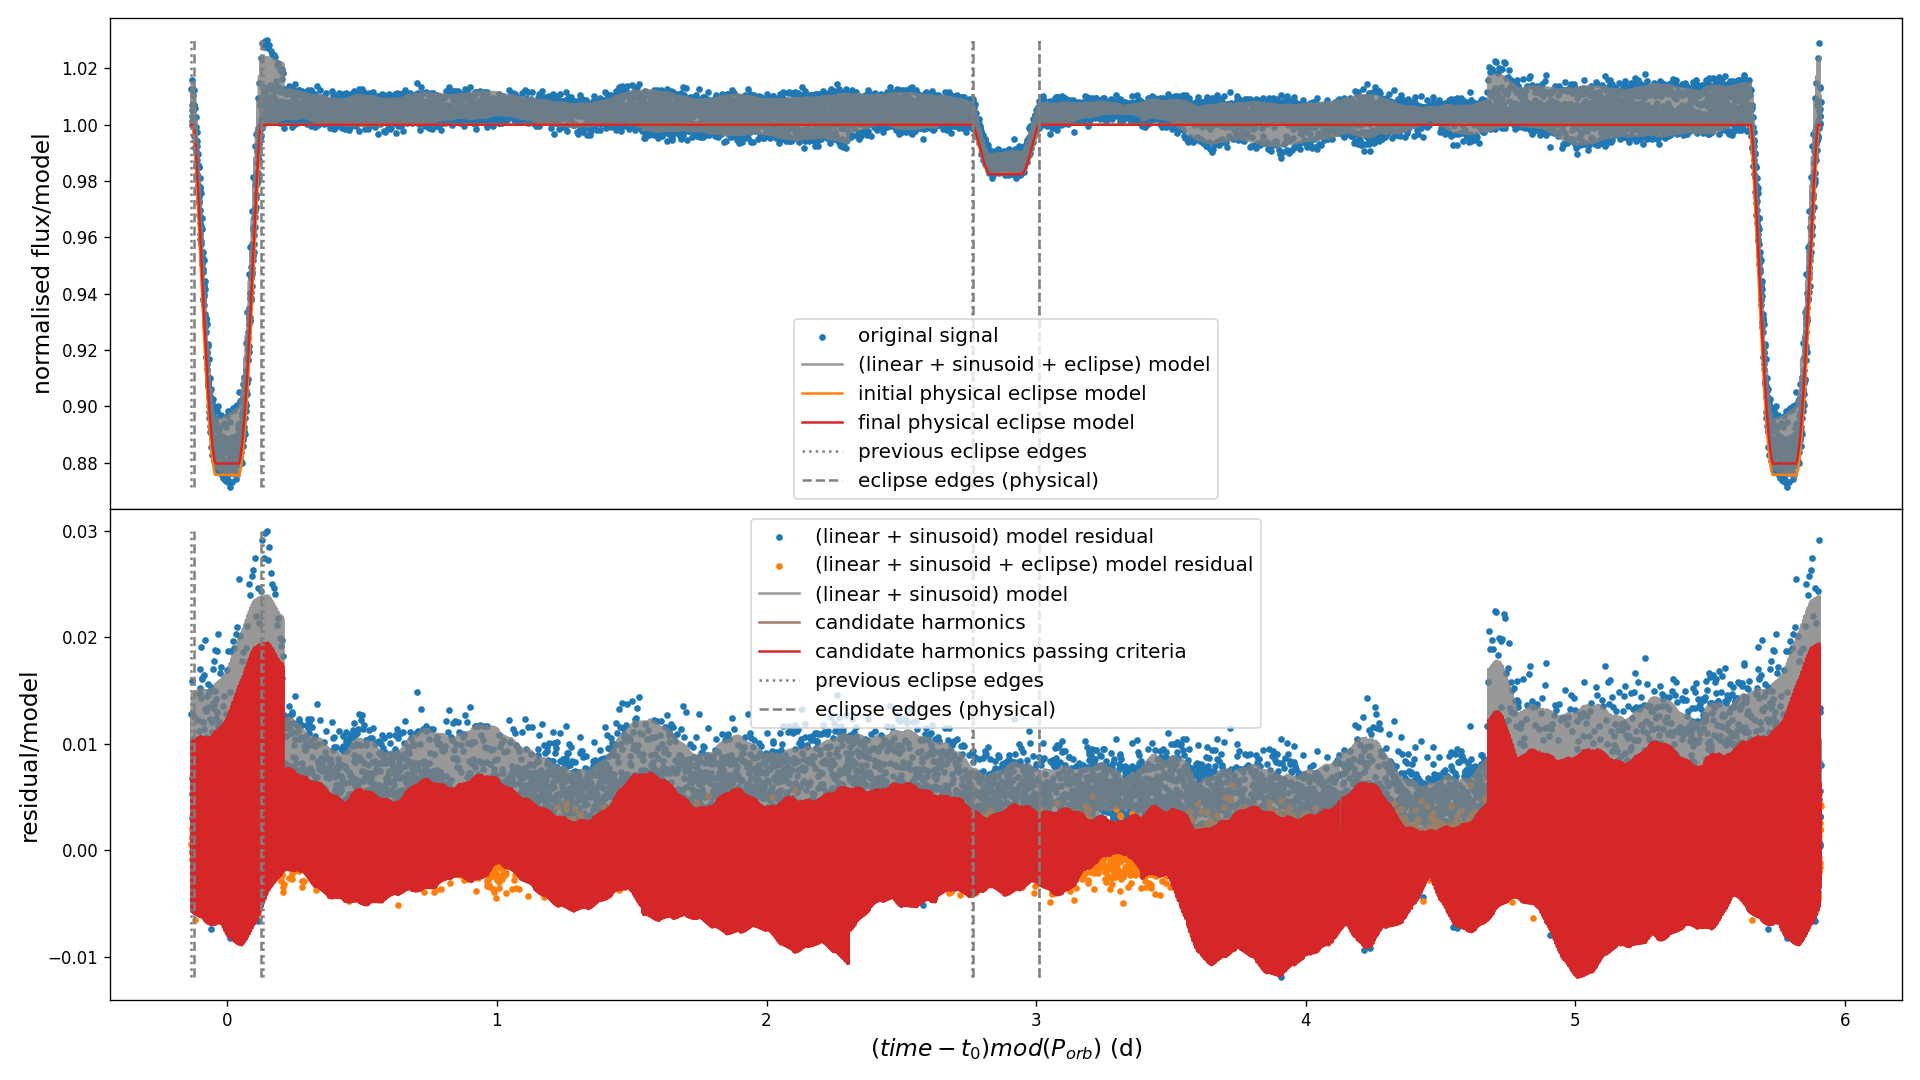 1.02
1.00
0.98
0.96
0.94
0.92
0.90
0.88
normalised flux/model
original signal
(linear + sinusoid + eclipse) model
initial physical eclipse model
final physical eclipse model
previous eclipse edges
eclipse edges (physical)
0.03
0.02
0.01
0.00
−0.01
residual/model
(linear + sinusoid) model residual
(linear + sinusoid + eclipse) model residual
(linear + sinusoid) model
candidate harmonics
candidate harmonics passing criteria
previous eclipse edges
eclipse edges (physical)
0 1 2 3 4 5 6
(time − t₀)mod(Pₒᵣb) (d)